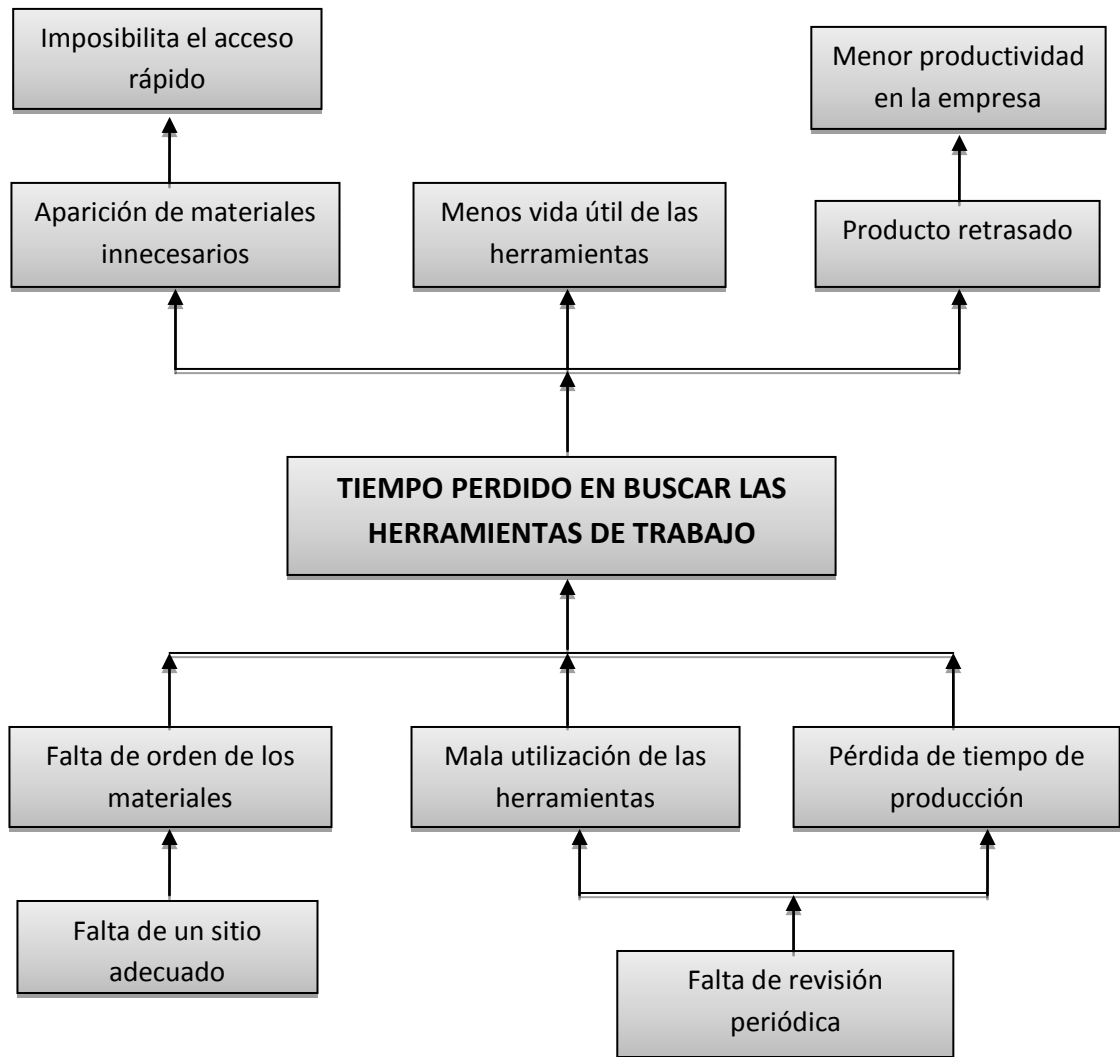 Imposibilita el acceso
rápido
Menor productividad
en la empresa
Aparición de materiales
innecesarios
Menos vida útil de las
herramientas
Producto retrasado
TIEMPO PERDIDO EN BUSCAR LAS
HERRAMIENTAS DE TRABAJO
Falta de orden de los
materiales
Mala utilización de las
herramientas
Pérdida de tiempo de
producción
Falta de un sitio
adecuado
Falta de revisión
periódica